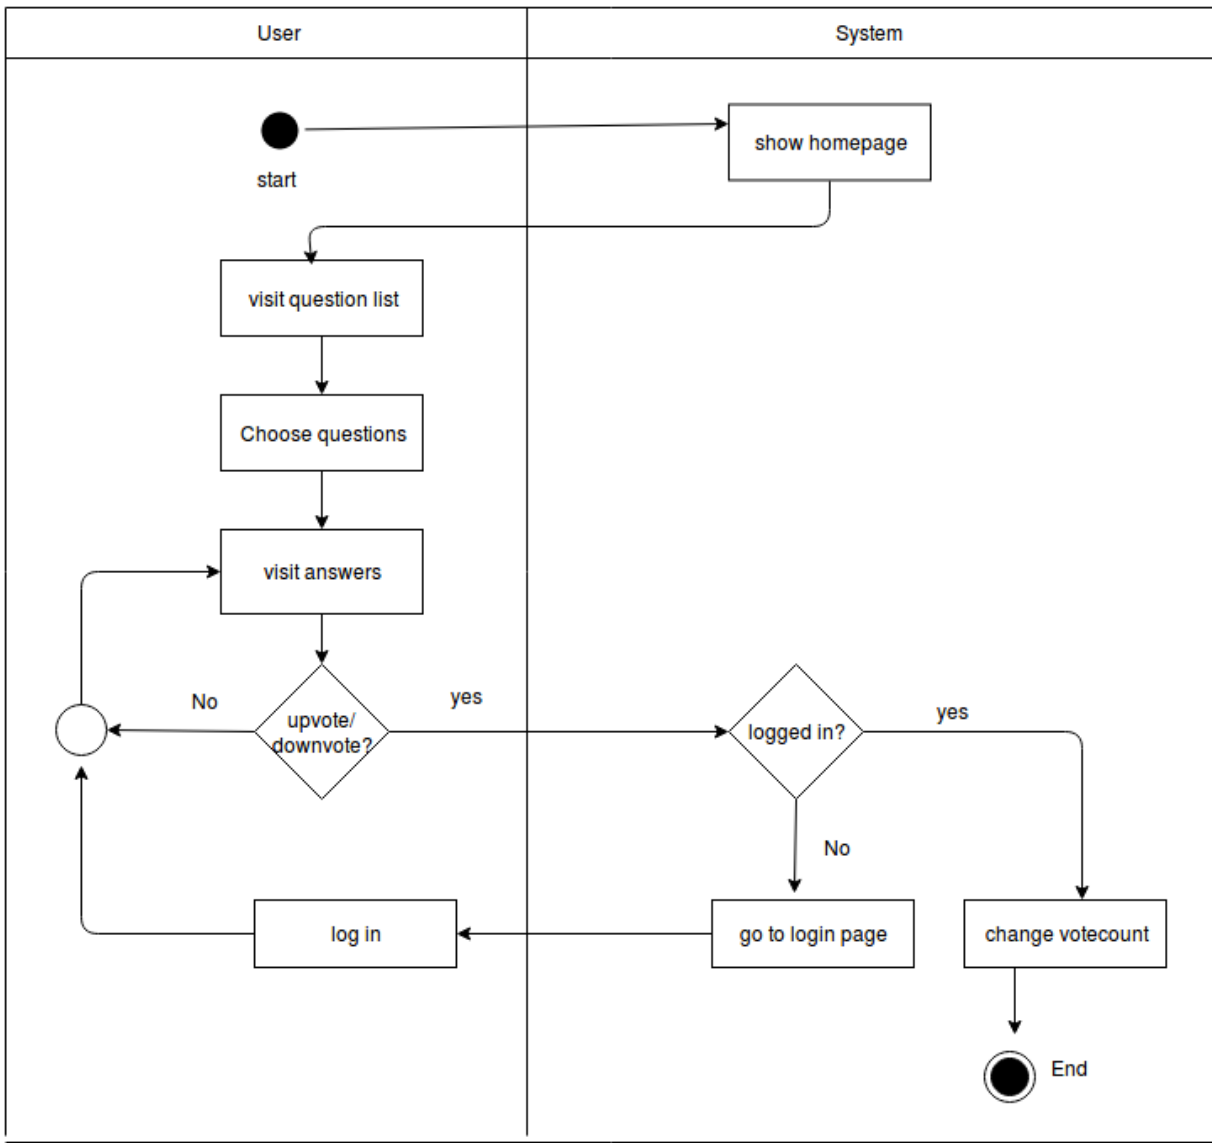 User
System
start
show homepage
visit question list
Choose questions
visit answers
No
upvote/
downvote?
yes
logged in?
yes
No
log in
go to login page
change votecount
End